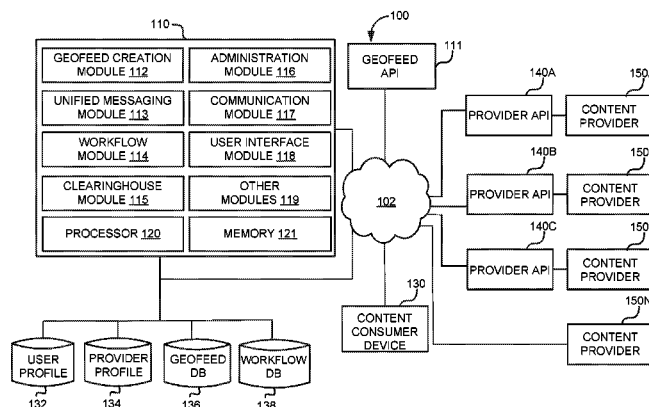 110
100
GEOFEED CREATION
MODULE 112
ADMINISTRATION
MODULE 116
UNIFIED MESSAGING
MODULE 113
COMMUNICATION
MODULE 117
WORKFLOW
MODULE 114
USER INTERFACE
MODULE 118
CLEARINGHOUSE
MODULE 115
OTHER
MODULES 119
PROCESSOR 120
MEMORY 121
GEOFEED
API
111
102
140A
PROVIDER API
CONTENT
PROVIDER
140B
PROVIDER API
150
CONTENT
PROVIDER
140C
PROVIDER API
150
CONTENT
PROVIDER
150N
CONTENT
PROVIDER
130
CONTENT
CONSUMER
DEVICE
USER
PROFILE
132
PROVIDER
PROFILE
134
GEOFEED
DB
136
WORKFLOW
DB
138